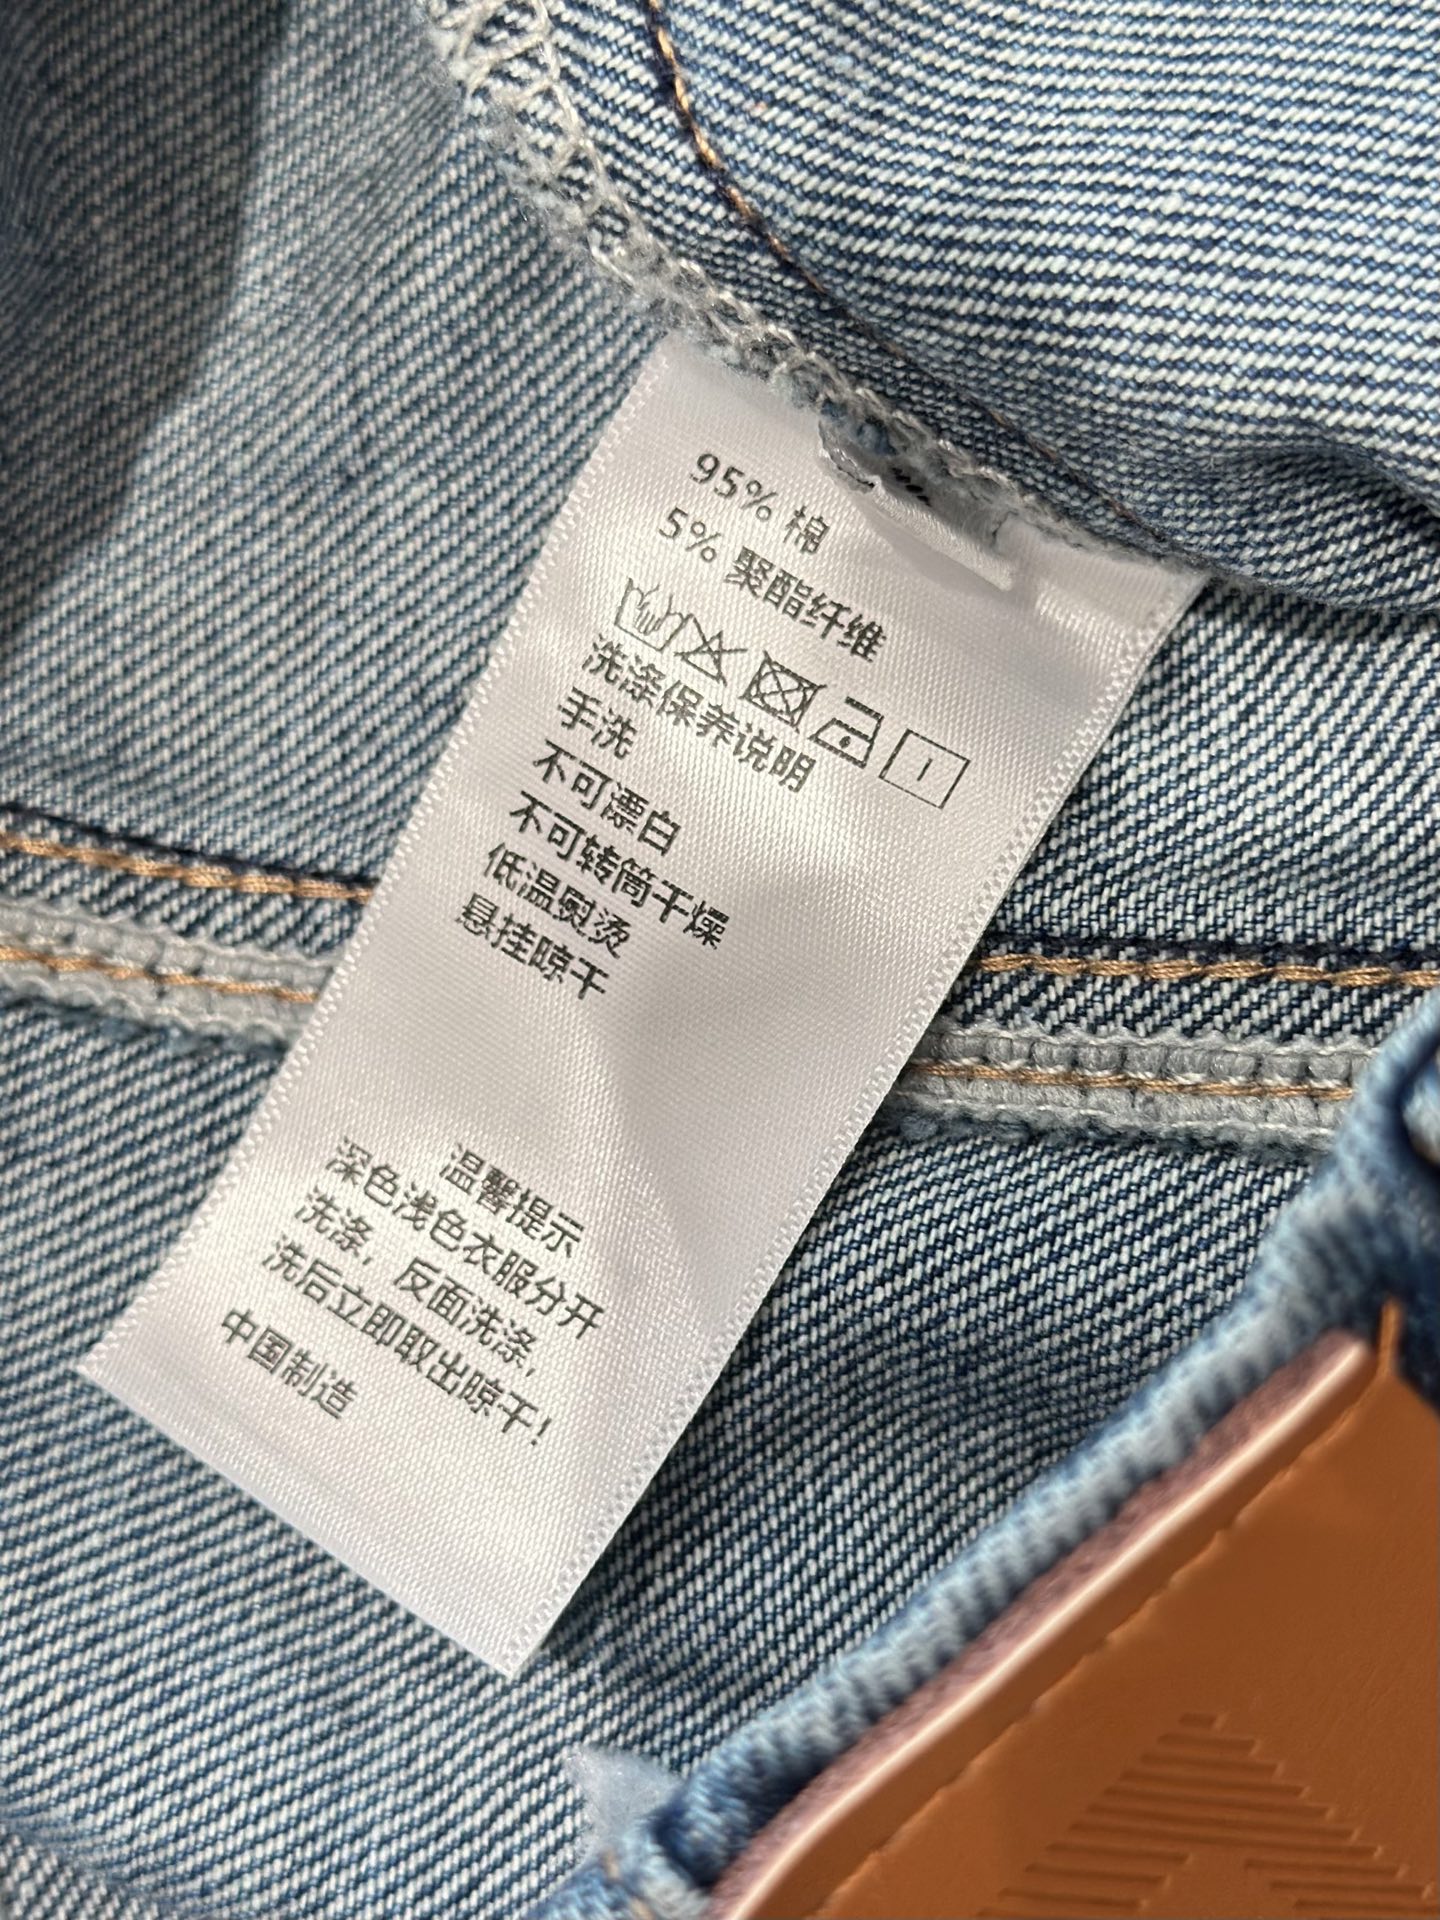 95% 棉
5% 聚酯纤维
洗涤保养说明
手洗
不可漂白
不可转筒干燥
低温熨烫
悬挂晾干
温馨提示
深色浅色衣服分开
洗涤，反面洗涤，
洗后立即取出晾干！
中国制造